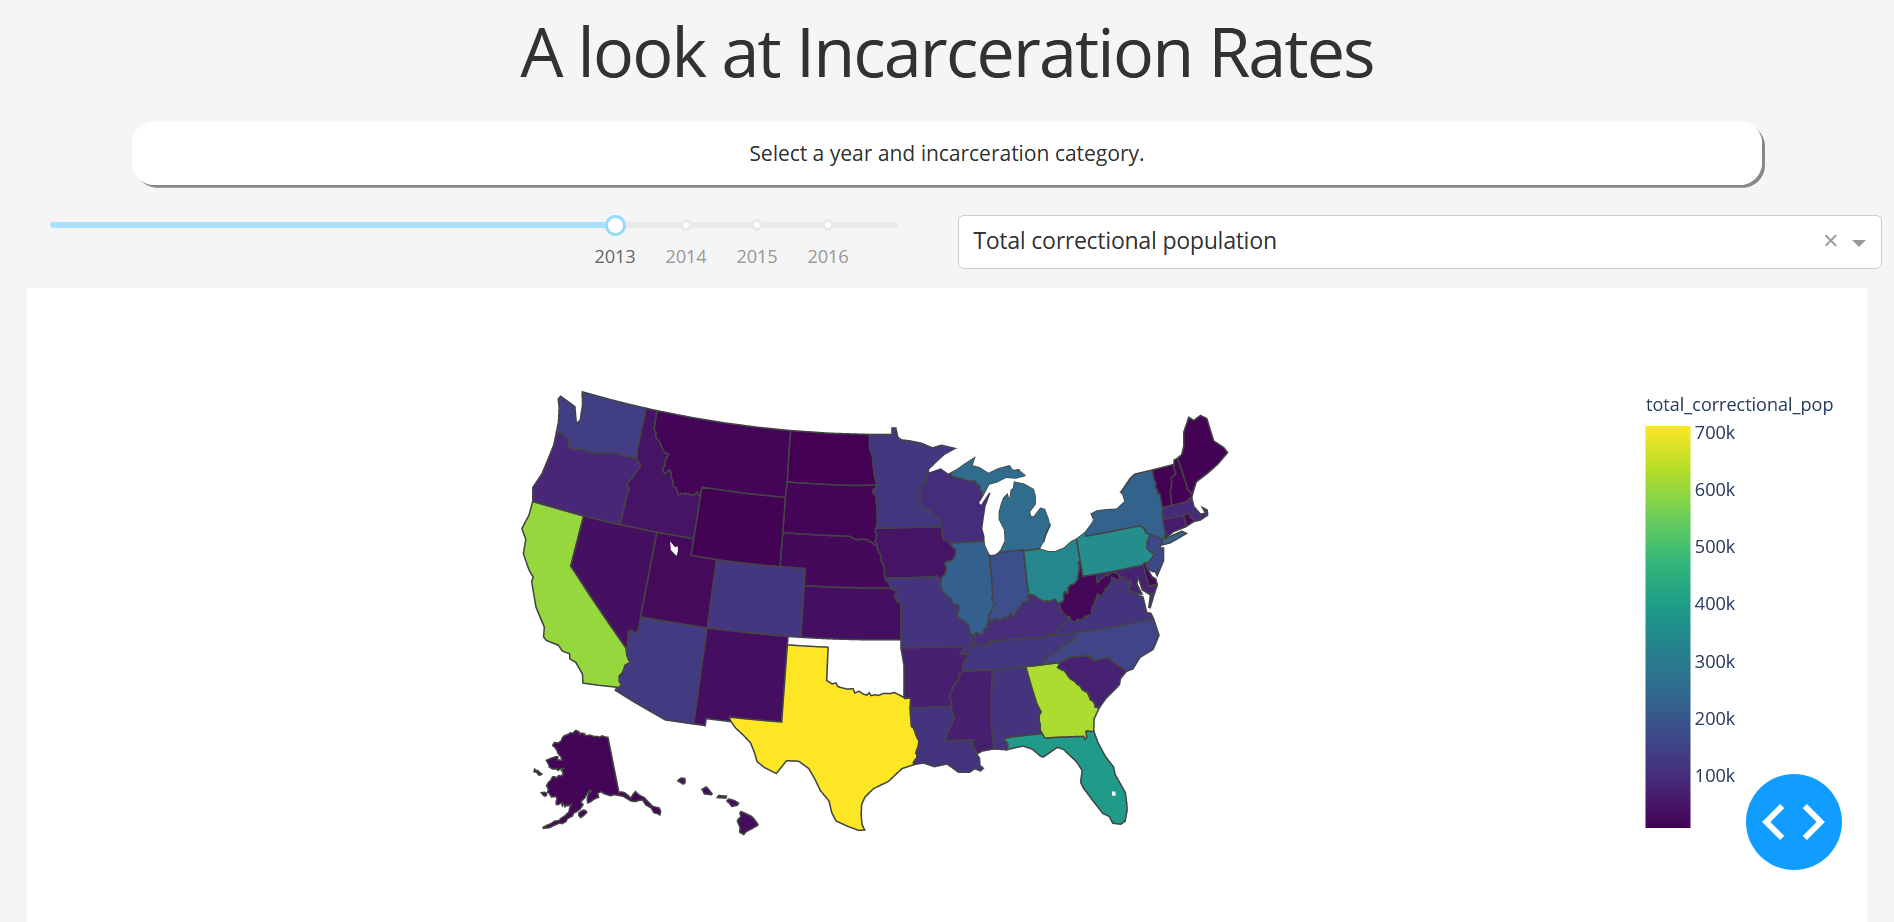 A look at Incarceration Rates
Select a year and incarceration category.
2013 2014 2015 2016
Total correctional population
total_correctional_pop
700k
600k
500k
400k
300k
200k
100k